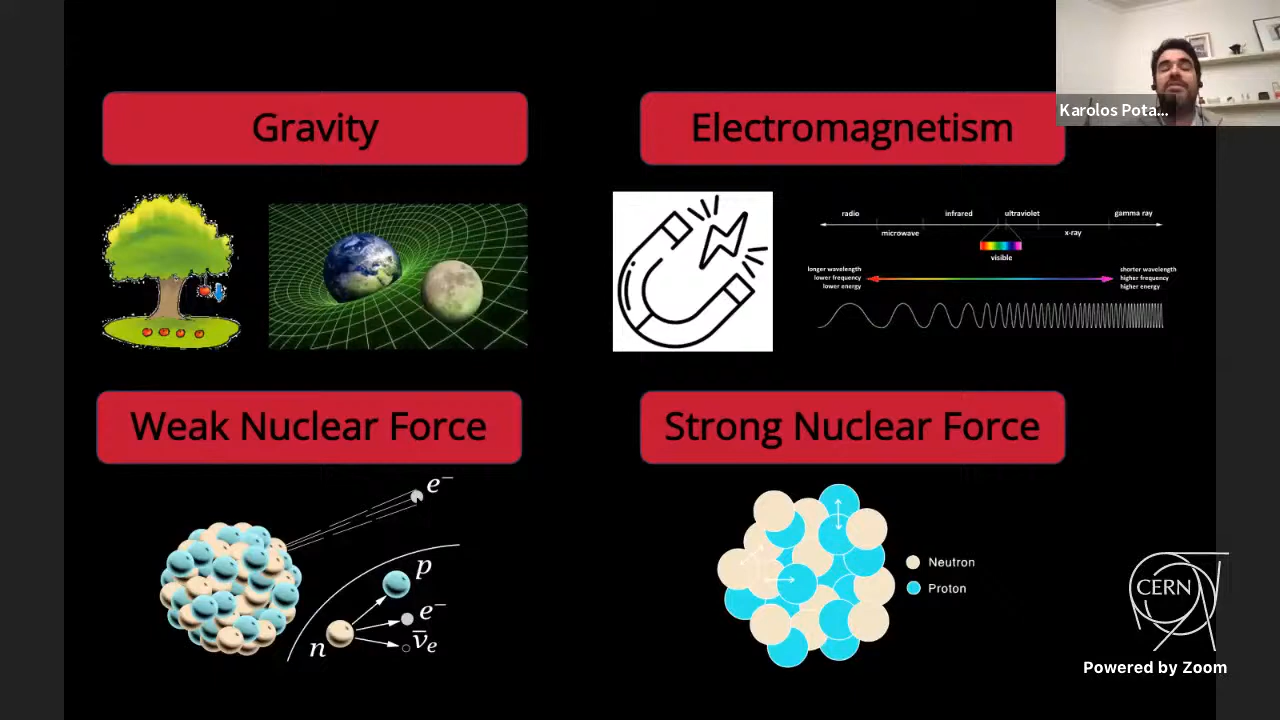 Gravity
Electromagnetism
Karolos Pota...
radio
infrared
ultraviolet
gamma ray
microwave
x-ray
visible
longer wavelength
lower frequency
lower energy
shorter wavelength
higher frequency
higher energy
Weak Nuclear Force
Strong Nuclear Force
e⁻
p
e⁻
n
ν̅e
Neutron
Proton
CERN
Powered by Zoom